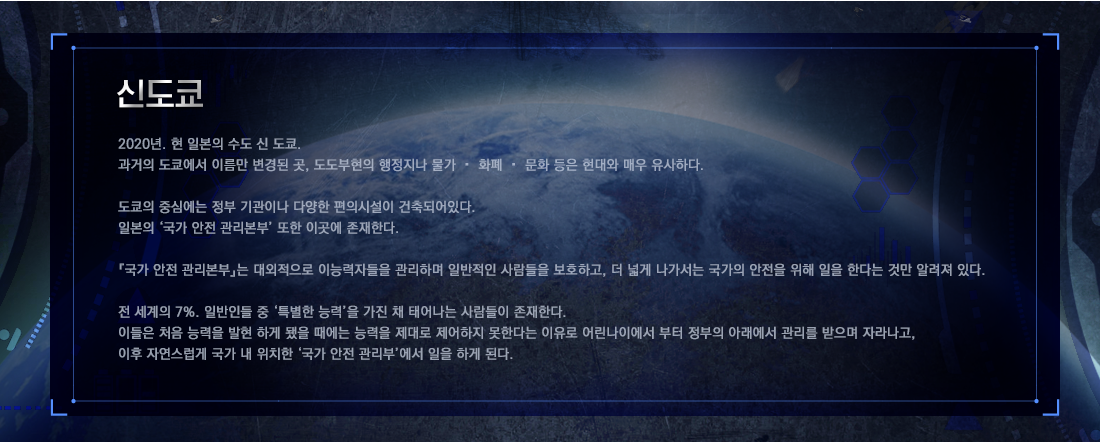 신도쿄
2020년. 현 일본의 수도 신 도쿄.
과거의 도쿄에서 이름만 변경된 곳, 도도부현의 행정지나 물가 · 화폐 · 문화 등은 현대와 매우 유사하다.
도쿄의 중심에는 정부 기관이나 다양한 편의시설이 건축되어있다.
일본의 ‘국가 안전 관리본부’ 또한 이곳에 존재한다.
『국가 안전 관리본부』는 대외적으로 이능력자들을 관리하며 일반적인 사람들을 보호하고, 더 넓게 나가서는 국가의 안전을 위해 일을 한다는 것만 알려져 있다.
전 세계의 7%. 일반인들 중 ‘특별한 능력’을 가진 채 태어나는 사람들이 존재한다.
이들은 처음 능력을 발현 하게 됐을 때에는 능력을 제대로 제어하지 못한다는 이유로 어린나이에서 부터 정부의 아래에서 관리를 받으며 자라나고,
이후 자연스럽게 국가 내 위치한 ‘국가 안전 관리부’에서 일을 하게 된다.